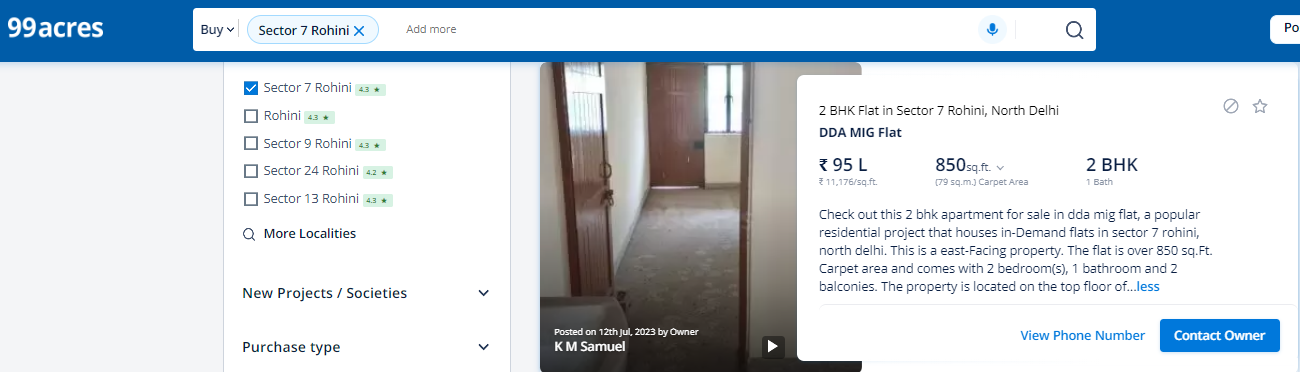 99acres
Buy
Sector 7 Rohini
Add more
Po
Sector 7 Rohini 4.3 ★
Rohini 4.3 ★
Sector 9 Rohini 4.3 ★
Sector 24 Rohini 4.2 ★
Sector 13 Rohini 4.3 ★
More Localities
New Projects / Societies
Purchase type
Posted on 12th Jul, 2023 by Owner
K M Samuel
2 BHK Flat in Sector 7 Rohini, North Delhi
DDA MIG Flat
₹ 95 L
₹ 11,176/sq.ft.
850sq.ft.
(79 sq.m.) Carpet Area
2 BHK
1 Bath
Check out this 2 bhk apartment for sale in dda mig flat, a popular
residential project that houses in-Demand flats in sector 7 rohini,
north delhi. This is a east-Facing property. The flat is over 850 sq.Ft.
Carpet area and comes with 2 bedroom(s), 1 bathroom and 2
balconies. The property is located on the top floor of...less
View Phone Number
Contact Owner